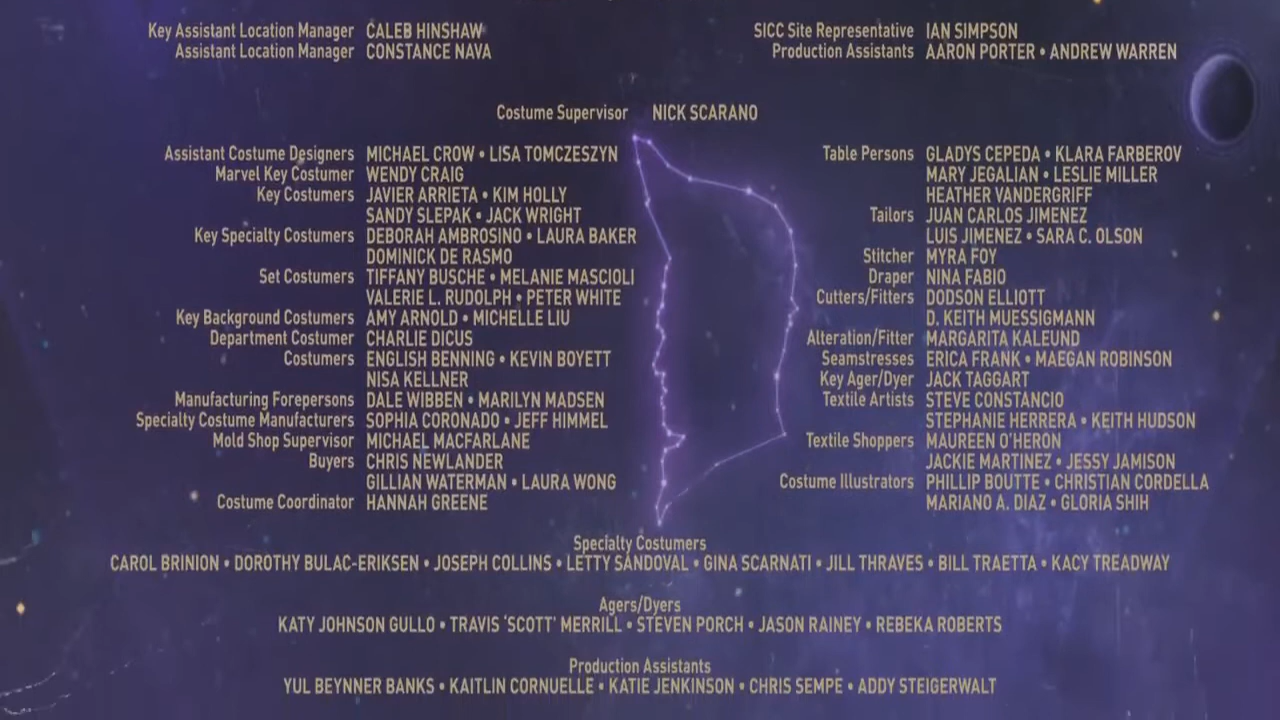 Key Assistant Location Manager CALEB HINSHAW
Assistant Location Manager CONSTANCE NAVA
SICC Site Representative IAN SIMPSON
Production Assistants AARON PORTER • ANDREW WARREN
Costume Supervisor NICK SCARANO
Assistant Costume Designers MICHAEL CROW • LISA TOMCZESZYN
Marvel Key Costumer WENDY CRAIG
Key Costumers JAVIER ARRIETA • KIM HOLLY
SANDY SLEPAK • JACK WRIGHT
Key Specialty Costumers DEBORAH AMBROSINO • LAURA BAKER
DOMINICK DE RASMO
Set Costumers TIFFANY BUSCHE • MELANIE MASCIOLI
VALERIE L. RUDOLPH • PETER WHITE
Key Background Costumers AMY ARNOLD • MICHELLE LIU
Department Costumer CHARLIE DICUS
Costumers ENGLISH BENNING • KEVIN BOYETT
NISA KELLNER
Manufacturing Forepersons DALE WIBBEN • MARILYN MADSEN
Specialty Costume Manufacturers SOPHIA CORONADO • JEFF HIMMEL
Mold Shop Supervisor MICHAEL MACFARLANE
Buyers CHRIS NEWLANDER
GILLIAN WATERMAN • LAURA WONG
Costume Coordinator HANNAH GREENE
Table Persons GLADYS CEPEDA • KLARA FARBEROV
MARY JEGALIAN • LESLIE MILLER
HEATHER VANDERGRIFF
Tailors JUAN CARLOS JIMENEZ
LUIS JIMENEZ • SARA C. OLSON
Stitcher MYRA FOY
Draper NINA FABIO
Cutters/Fitters DODSON ELLIOTT
D. KEITH MUESSIGMANN
Alteration/Fitter MARGARITA KALEUND
Seamstresses ERICA FRANK • MAEGAN ROBINSON
Key Ager/Dyer JACK TAGGART
Textile Artists STEVE CONSTANCIO
STEPHANIE HERRERA • KEITH HUDSON
Textile Shoppers MAUREEN O'HERON
JACKIE MARTINEZ • JESSY JAMISON
Costume Illustrators PHILLIP BOUTTE • CHRISTIAN CORDELLA
MARIANO A. DIAZ • GLORIA SHIH
Specialty Costumers
CAROL BRINION • DOROTHY BULAC-ERIKSEN • JOSEPH COLLINS • LETTY SANDOVAL • GINA SCARNATI • JILL THRAVES • BILL TRAETTA • KACY TREADWAY
Agers/Dyers
KATY JOHNSON GULLO • TRAVIS 'SCOTT' MERRILL • STEVEN PORCH • JASON RAINEY • REBEKA ROBERTS
Production Assistants
YUL BEYNNER BANKS • KAITLIN CORNUELLE • KATIE JENKINSON • CHRIS SEMPE • ADDY STEIGERWALT